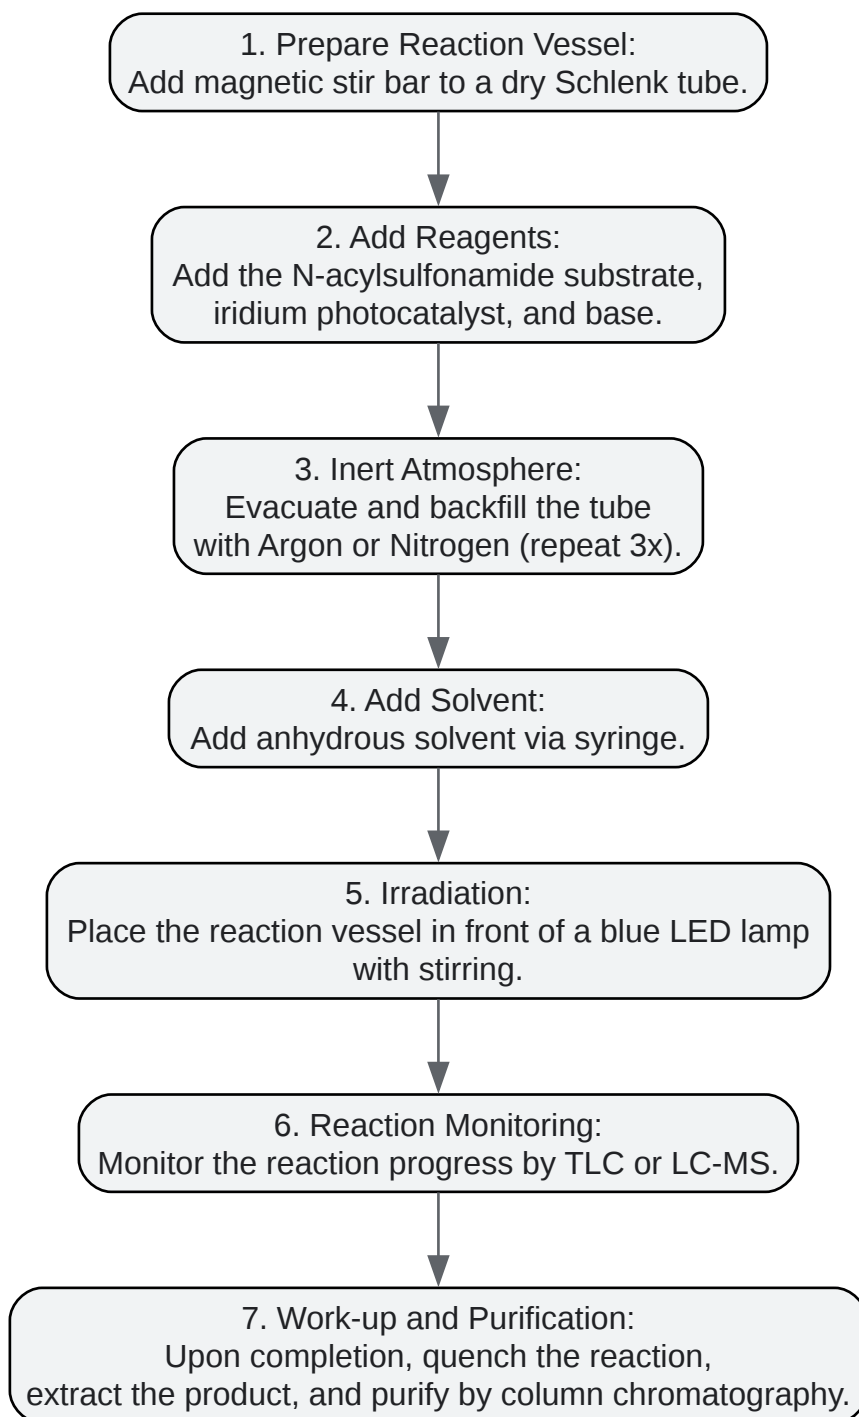 1. Prepare Reaction Vessel:
Add magnetic stir bar to a dry Schlenk tube.
2. Add Reagents:
Add the N-acylsulfonamide substrate,
iridium photocatalyst, and base.
3. Inert Atmosphere:
Evacuate and backfill the tube
with Argon or Nitrogen (repeat 3x).
4. Add Solvent:
Add anhydrous solvent via syringe.
5. Irradiation:
Place the reaction vessel in front of a blue LED lamp
with stirring.
6. Reaction Monitoring:
Monitor the reaction progress by TLC or LC-MS.
7. Work-up and Purification:
Upon completion, quench the reaction,
extract the product, and purify by column chromatography.